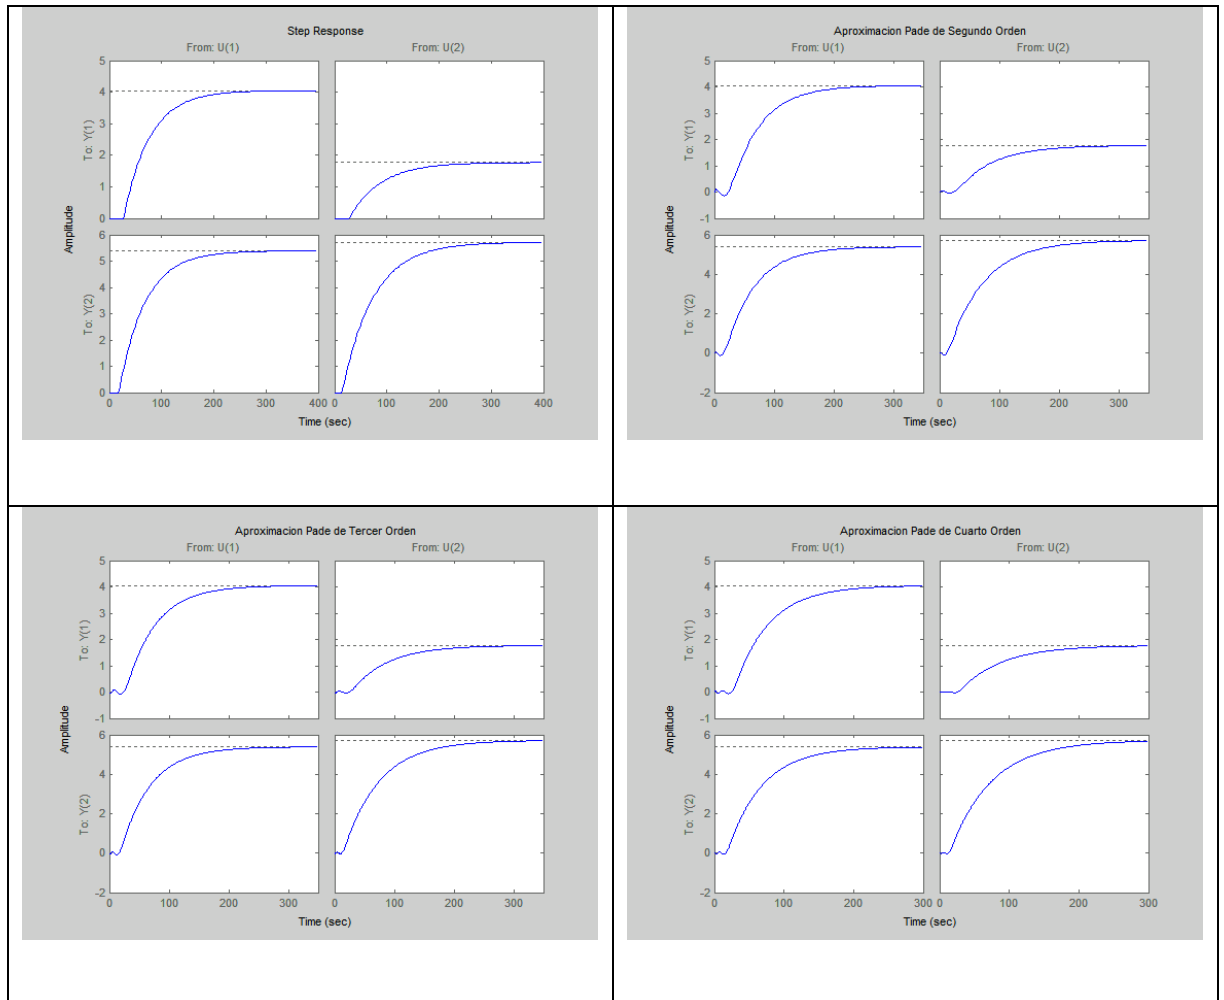 Step Response
From: U(1) From: U(2)
5
4
3
2
1
0
To: Y(1)
Amplitude
6
5
4
3
2
1
0
To: Y(2)
0 100 200 300 400 0 100 200 300 400
Time (sec)
Aproximacion Pade de Segundo Orden
From: U(1) From: U(2)
5
4
3
2
1
0
-1
To: Y(1)
Amplitude
6
4
2
0
-2
To: Y(2)
0 100 200 300 0 100 200 300
Time (sec)
Aproximacion Pade de Tercer Orden
From: U(1) From: U(2)
5
4
3
2
1
0
-1
To: Y(1)
Amplitude
6
4
2
0
-2
To: Y(2)
0 100 200 300 0 100 200 300
Time (sec)
Aproximacion Pade de Cuarto Orden
From: U(1) From: U(2)
5
4
3
2
1
0
-1
To: Y(1)
Amplitude
6
4
2
0
-2
To: Y(2)
0 100 200 300 0 100 200 300
Time (sec)